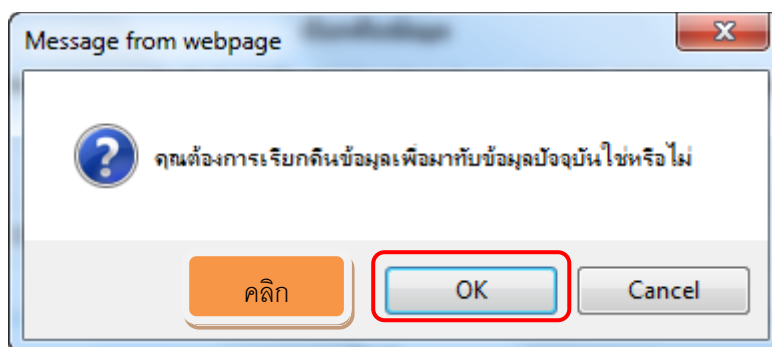 Message from webpage
คุณต้องการเรียกคืนข้อมูลเพื่อมาทับข้อมูลปัจจุบันใช่หรือไม่
คลิก
OK
Cancel